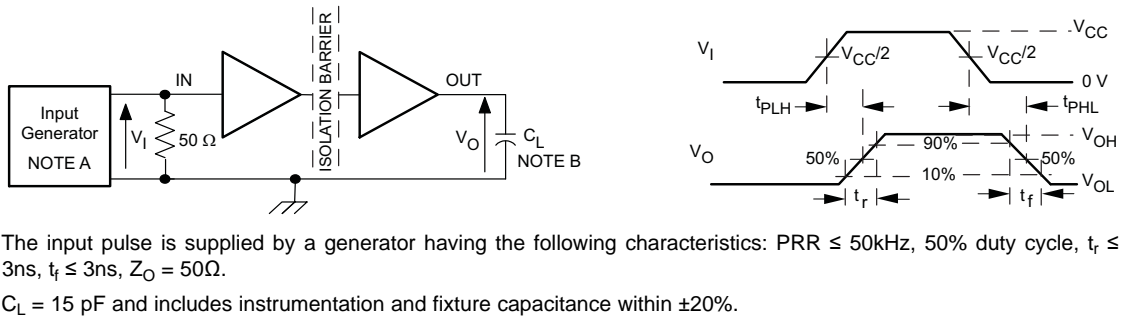 Input
Generator
NOTE A
V_I
50 Ω
IN
ISOLATION BARRIER
OUT
V_O
C_L
NOTE B
V_I
V_CC/2
V_CC/2
V_CC
0 V
t_PLH
t_PHL
V_O
50%
90%
10%
50%
V_OH
V_OL
t_r
t_f
The input pulse is supplied by a generator having the following characteristics: PRR ≤ 50kHz, 50% duty cycle, t_r ≤
3ns, t_f ≤ 3ns, Z_O = 50Ω.
C_L = 15 pF and includes instrumentation and fixture capacitance within ±20%.